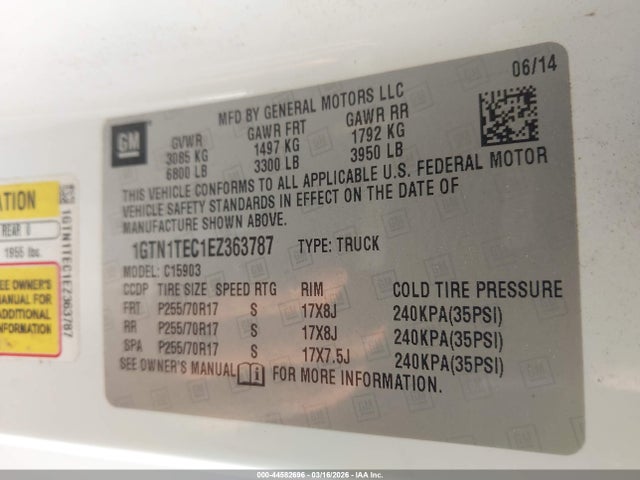 06/14
MFD BY GENERAL MOTORS LLC
GM
GVWR GAWR FRT GAWR RR
3085 KG 1497 KG 1792 KG
6800 LB 3300 LB 3950 LB
THIS VEHICLE CONFORMS TO ALL APPLICABLE U.S. FEDERAL MOTOR
VEHICLE SAFETY STANDARDS IN EFFECT ON THE DATE OF
MANUFACTURE SHOWN ABOVE.
1GTN1TEC1EZ363787 TYPE: TRUCK
MODEL: C15903
CCDP TIRE SIZE SPEED RTG RIM COLD TIRE PRESSURE
FRT P255/70R17 S 17X8J 240KPA(35PSI)
RR P255/70R17 S 17X8J 240KPA(35PSI)
SPA P255/70R17 S 17X7.5J 240KPA(35PSI)
SEE OWNER'S MANUAL i FOR MORE INFORMATION.
REAR 0
1955 lbs.
SEE OWNER'S
MANUAL FOR
ADDITIONAL
INFORMATION
1GTN1TEC1EZ363787
000-44582696 - 03/16/2026 - IAA Inc.